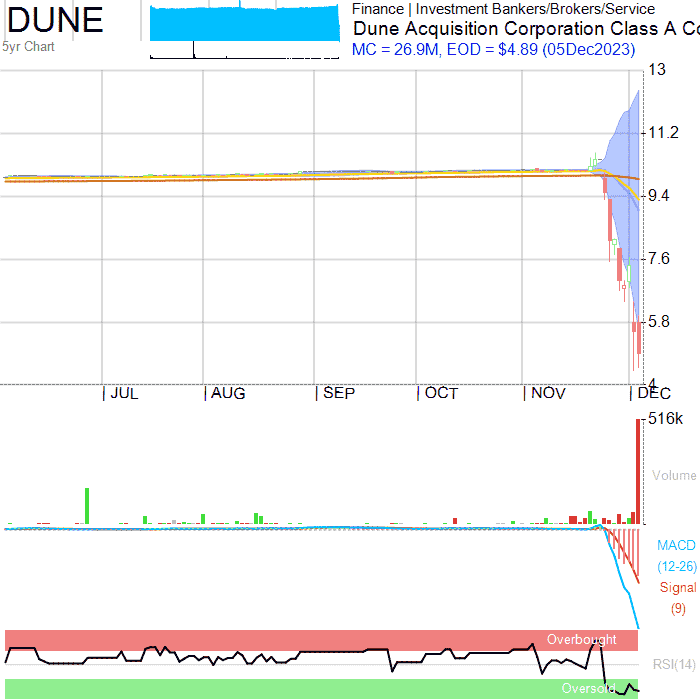 DUNE
5yr Chart
Finance | Investment Bankers/Brokers/Service
Dune Acquisition Corporation Class A Co
MC = 26.9M, EOD = $4.89 (05Dec2023)
13
11.2
9.4
7.6
5.8
4
JUL AUG SEP OCT NOV DEC
516k
Volume
MACD
(12-26)
Signal
(9)
Overbought
RSI(14)
Oversold